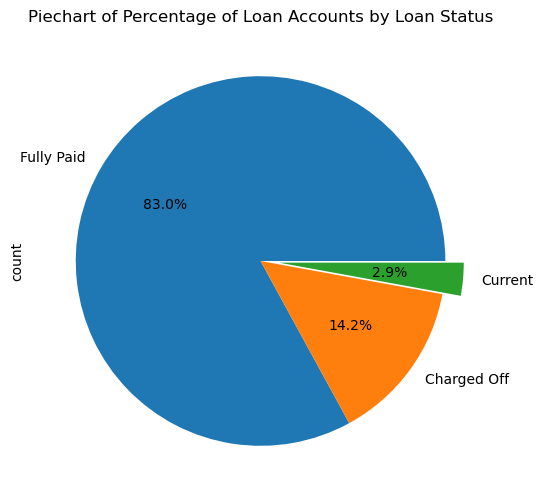 Piechart of Percentage of Loan Accounts by Loan Status
Fully Paid
83.0%
count
2.9%
Current
14.2%
Charged Off